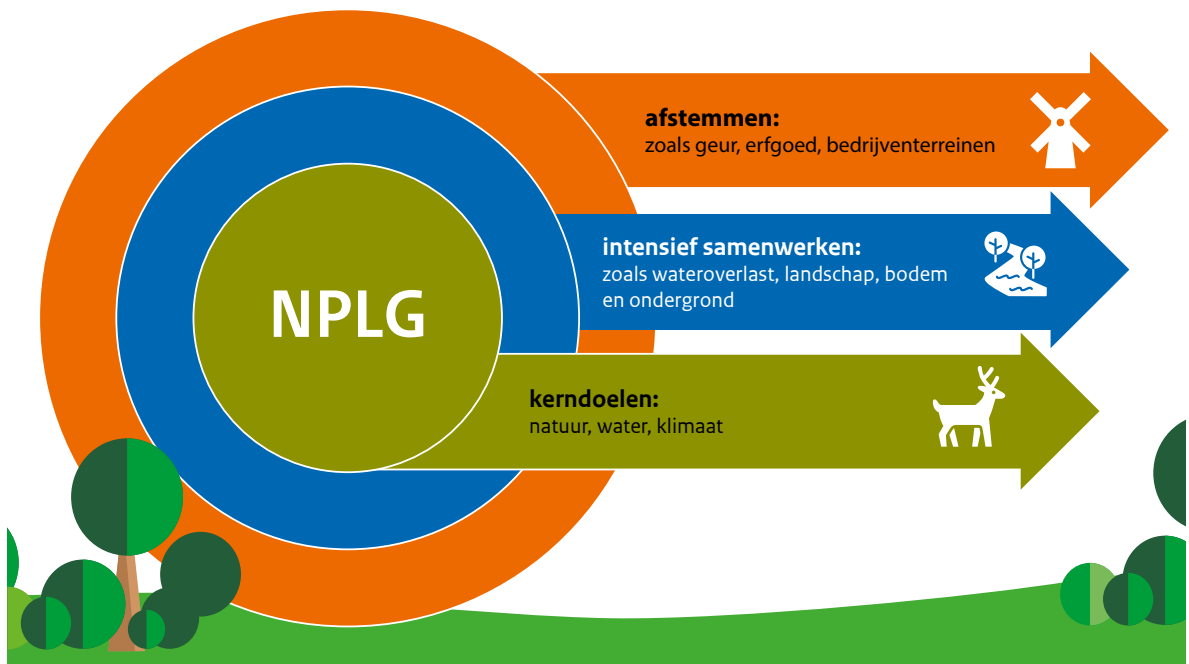 afstemmen:
zoals geur, erfgoed, bedrijventerreinen
intensief samenwerken:
zoals wateroverlast, landschap, bodem
en ondergrond
NPLG
kerndoelen:
natuur, water, klimaat